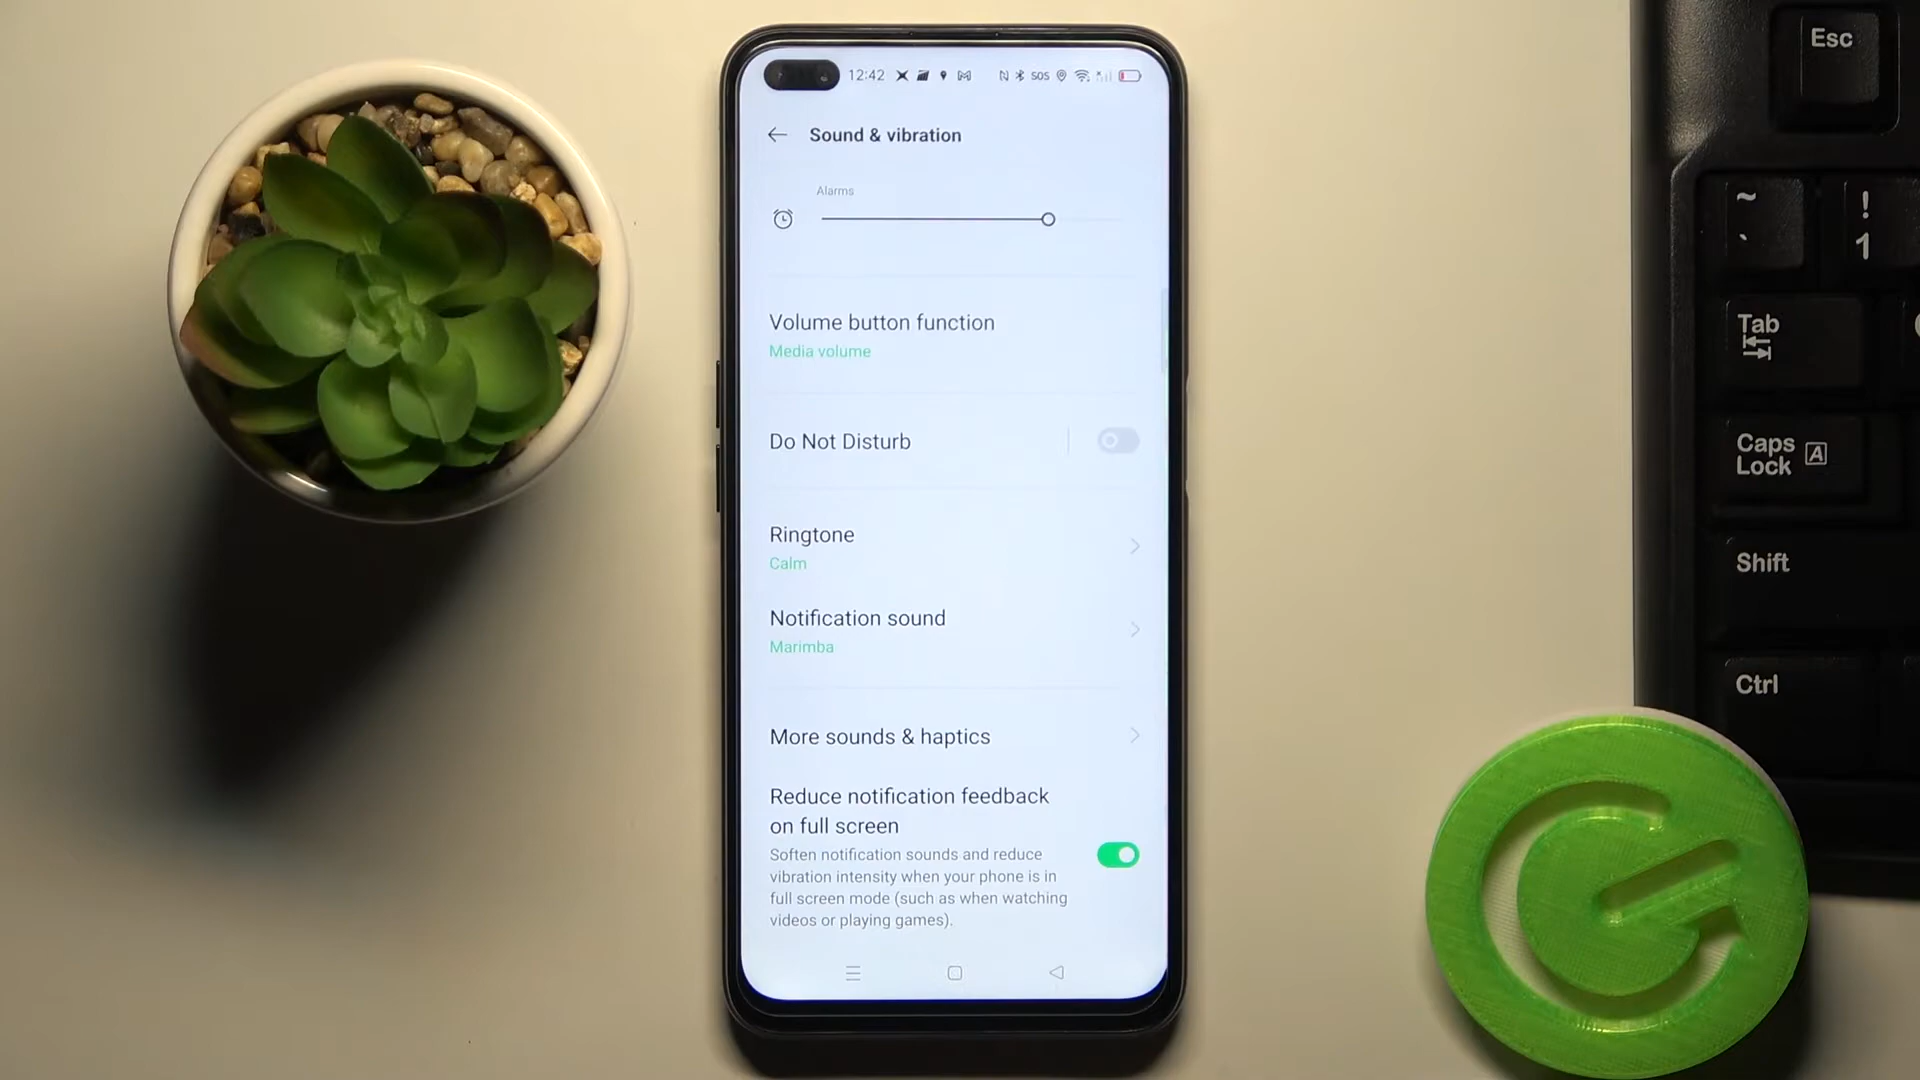 12:42 SOS
Sound & vibration
Alarms
Volume button function
Media volume
Do Not Disturb
Ringtone
Calm
Notification sound
Marimba
More sounds & haptics
Reduce notification feedback
on full screen
Soften notification sounds and reduce
vibration intensity when your phone is in
full screen mode (such as when watching
videos or playing games).
Esc
~ !
` 1
Tab
Caps
Lock A
Shift
Ctrl